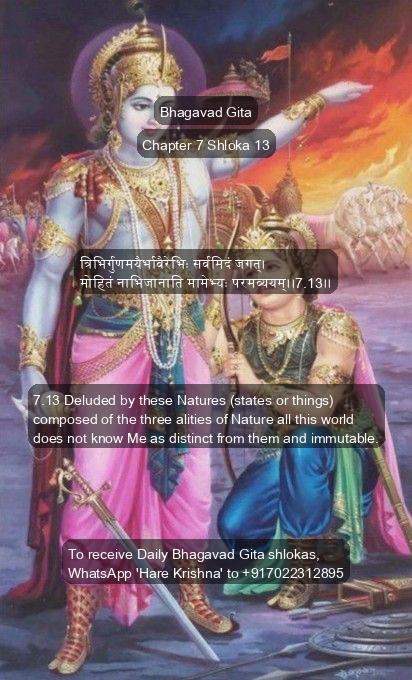 Bhagavad Gita
Chapter 7 Shloka 13
त्रिभिर्गुणमयैर्भावैरेभिः सर्वमिदं जगत्।
मोहितं नाभिजानाति मामेभ्यः परमव्ययम्।।7.13।।
7.13 Deluded by these Natures (states or things)
composed of the three alities of Nature all this world
does not know Me as distinct from them and immutable.
To receive Daily Bhagavad Gita shlokas,
WhatsApp 'Hare Krishna' to +917022312895